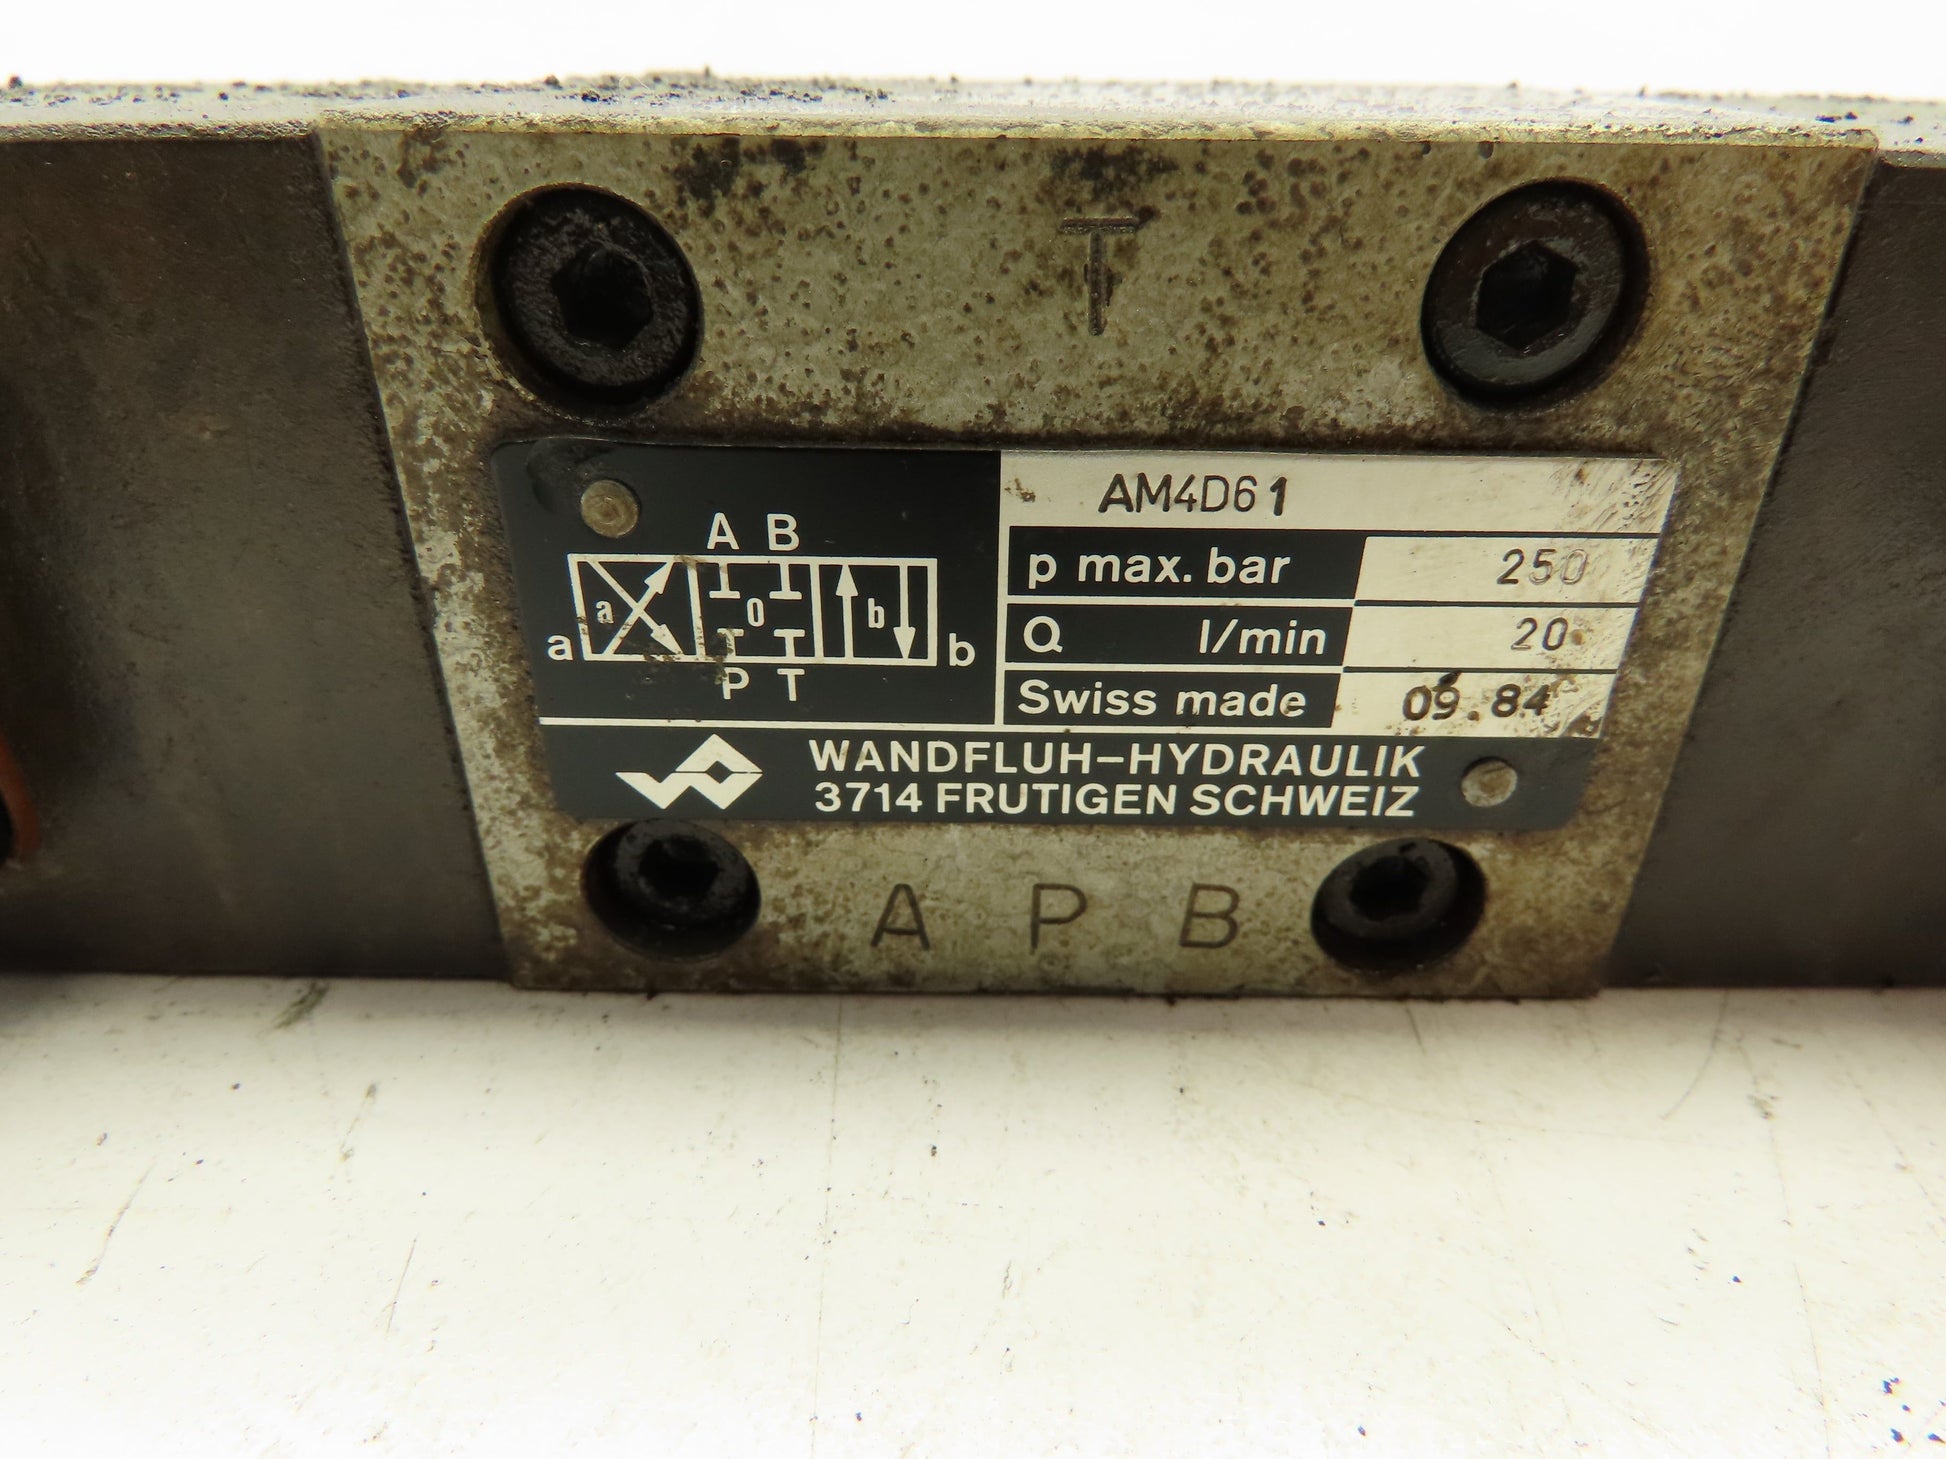 T
AM4D61
A B
p max. bar 250
a a 0 b b
Q l/min 20
P T
Swiss made 09.84
WANDFLUH-HYDRAULIK
3714 FRUTIGEN SCHWEIZ
A P B